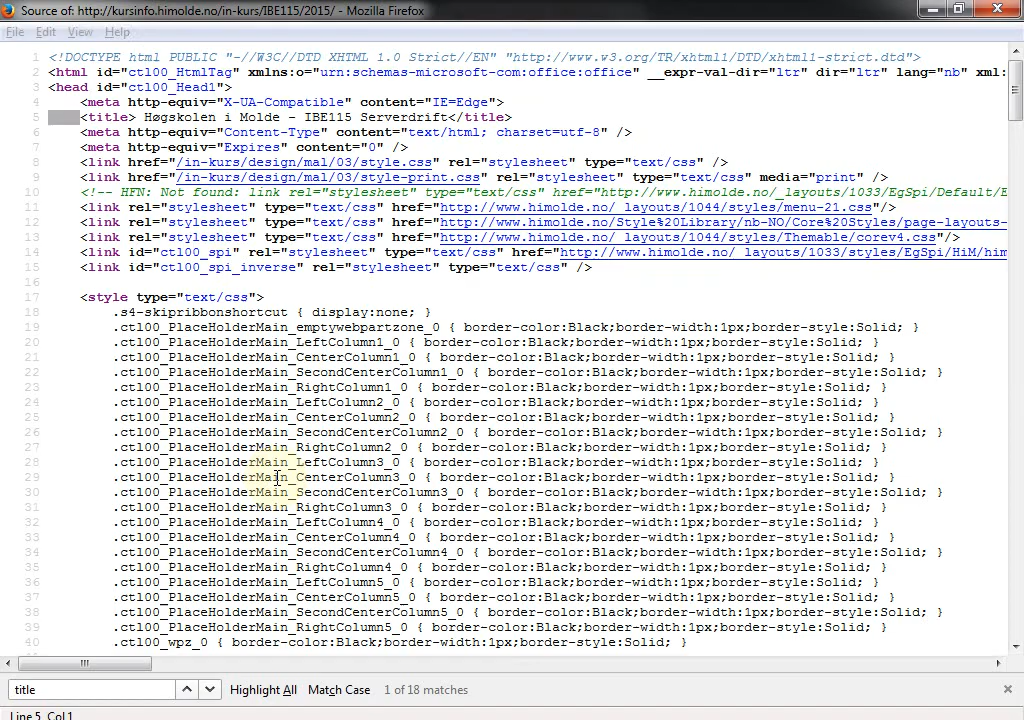 Source of: http://kursinfo.himolde.no/in-kurs/IBE115/2015/ - Mozilla Firefox
File Edit View Help
1 <!DOCTYPE html PUBLIC "-//W3C//DTD XHTML 1.0 Strict//EN" "http://www.w3.org/TR/xhtml1/DTD/xhtml1-strict.dtd">
2 <html id="ctl00_HtmlTag" xmlns:o="urn:schemas-microsoft-com:office:office" __expr-val-dir="ltr" dir="ltr" lang="nb" xml:
3 <head id="ctl00_Head1">
4 <meta http-equiv="X-UA-Compatible" content="IE=Edge">
5 <title> Høgskolen i Molde - IBE115 Serverdrift</title>
6 <meta http-equiv="Content-Type" content="text/html; charset=utf-8" />
7 <meta http-equiv="Expires" content="0" />
8 <link href="/in-kurs/design/mal/03/style.css" rel="stylesheet" type="text/css" />
9 <link href="/in-kurs/design/mal/03/style-print.css" rel="stylesheet" type="text/css" media="print" />
10 <!-- HFN: Not found: link rel="stylesheet" type="text/css" href="http://www.himolde.no/_layouts/1033/EgSpi/Default/E
11 <link rel="stylesheet" type="text/css" href="http://www.himolde.no/_layouts/1044/styles/menu-21.css"/>
12 <link rel="stylesheet" type="text/css" href="http://www.himolde.no/Style%20Library/nb-NO/Core%20Styles/page-layouts-
13 <link rel="stylesheet" type="text/css" href="http://www.himolde.no/_layouts/1044/styles/Themable/corev4.css"/>
14 <link id="ctl00_spi" rel="stylesheet" type="text/css" href="http://www.himolde.no/_layouts/1033/styles/EgSpi/HiM/him
15 <link id="ctl00_spi_inverse" rel="stylesheet" type="text/css" />
16
17 <style type="text/css">
18 .s4-skipribbonshortcut { display:none; }
19 .ctl00_PlaceHolderMain_emptywebpartzone_0 { border-color:Black;border-width:1px;border-style:Solid; }
20 .ctl00_PlaceHolderMain_LeftColumn1_0 { border-color:Black;border-width:1px;border-style:Solid; }
21 .ctl00_PlaceHolderMain_CenterColumn1_0 { border-color:Black;border-width:1px;border-style:Solid; }
22 .ctl00_PlaceHolderMain_SecondCenterColumn1_0 { border-color:Black;border-width:1px;border-style:Solid; }
23 .ctl00_PlaceHolderMain_RightColumn1_0 { border-color:Black;border-width:1px;border-style:Solid; }
24 .ctl00_PlaceHolderMain_LeftColumn2_0 { border-color:Black;border-width:1px;border-style:Solid; }
25 .ctl00_PlaceHolderMain_CenterColumn2_0 { border-color:Black;border-width:1px;border-style:Solid; }
26 .ctl00_PlaceHolderMain_SecondCenterColumn2_0 { border-color:Black;border-width:1px;border-style:Solid; }
27 .ctl00_PlaceHolderMain_RightColumn2_0 { border-color:Black;border-width:1px;border-style:Solid; }
28 .ctl00_PlaceHolderMain_LeftColumn3_0 { border-color:Black;border-width:1px;border-style:Solid; }
29 .ctl00_PlaceHolderMain_CenterColumn3_0 { border-color:Black;border-width:1px;border-style:Solid; }
30 .ctl00_PlaceHolderMain_SecondCenterColumn3_0 { border-color:Black;border-width:1px;border-style:Solid; }
31 .ctl00_PlaceHolderMain_RightColumn3_0 { border-color:Black;border-width:1px;border-style:Solid; }
32 .ctl00_PlaceHolderMain_LeftColumn4_0 { border-color:Black;border-width:1px;border-style:Solid; }
33 .ctl00_PlaceHolderMain_CenterColumn4_0 { border-color:Black;border-width:1px;border-style:Solid; }
34 .ctl00_PlaceHolderMain_SecondCenterColumn4_0 { border-color:Black;border-width:1px;border-style:Solid; }
35 .ctl00_PlaceHolderMain_RightColumn4_0 { border-color:Black;border-width:1px;border-style:Solid; }
36 .ctl00_PlaceHolderMain_LeftColumn5_0 { border-color:Black;border-width:1px;border-style:Solid; }
37 .ctl00_PlaceHolderMain_CenterColumn5_0 { border-color:Black;border-width:1px;border-style:Solid; }
38 .ctl00_PlaceHolderMain_SecondCenterColumn5_0 { border-color:Black;border-width:1px;border-style:Solid; }
39 .ctl00_PlaceHolderMain_RightColumn5_0 { border-color:Black;border-width:1px;border-style:Solid; }
40 .ctl00_wpz_0 { border-color:Black;border-width:1px;border-style:Solid; }
title Highlight All Match Case 1 of 18 matches
Line 5, Col 1